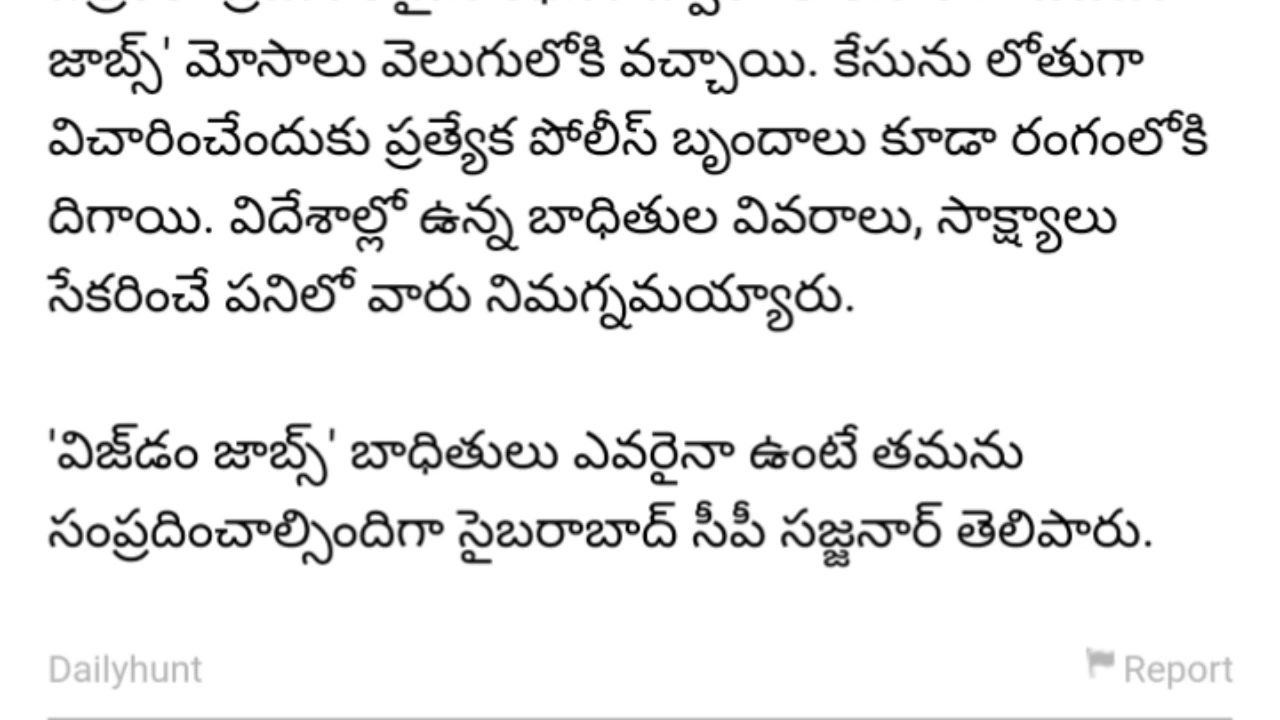 జాబ్స్' మోసాలు వెలుగులోకి వచ్చాయి. కేసును లోతుగా
విచారించేందుకు ప్రత్యేక పోలీస్ బృందాలు కూడా రంగంలోకి
దిగాయి. విదేశాల్లో ఉన్న బాధితుల వివరాలు, సాక్ష్యాలు
సేకరించే పనిలో వారు నిమగ్నమయ్యారు.
'విజ్‌డం జాబ్స్' బాధితులు ఎవరైనా ఉంటే తమను
సంప్రదించాల్సిందిగా సైబరాబాద్ సీపీ సజ్జనార్ తెలిపారు.
Dailyhunt
Report